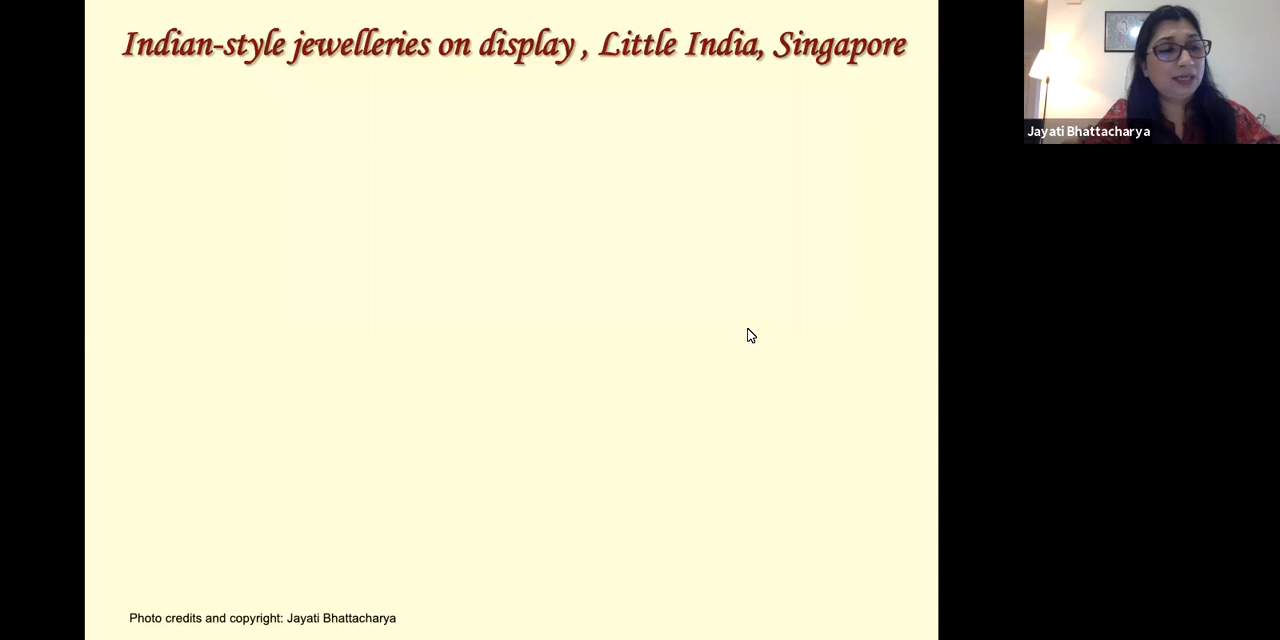 Indian-style jewelleries on display , Little India, Singapore
Jayati Bhattacharya
Photo credits and copyright: Jayati Bhattacharya